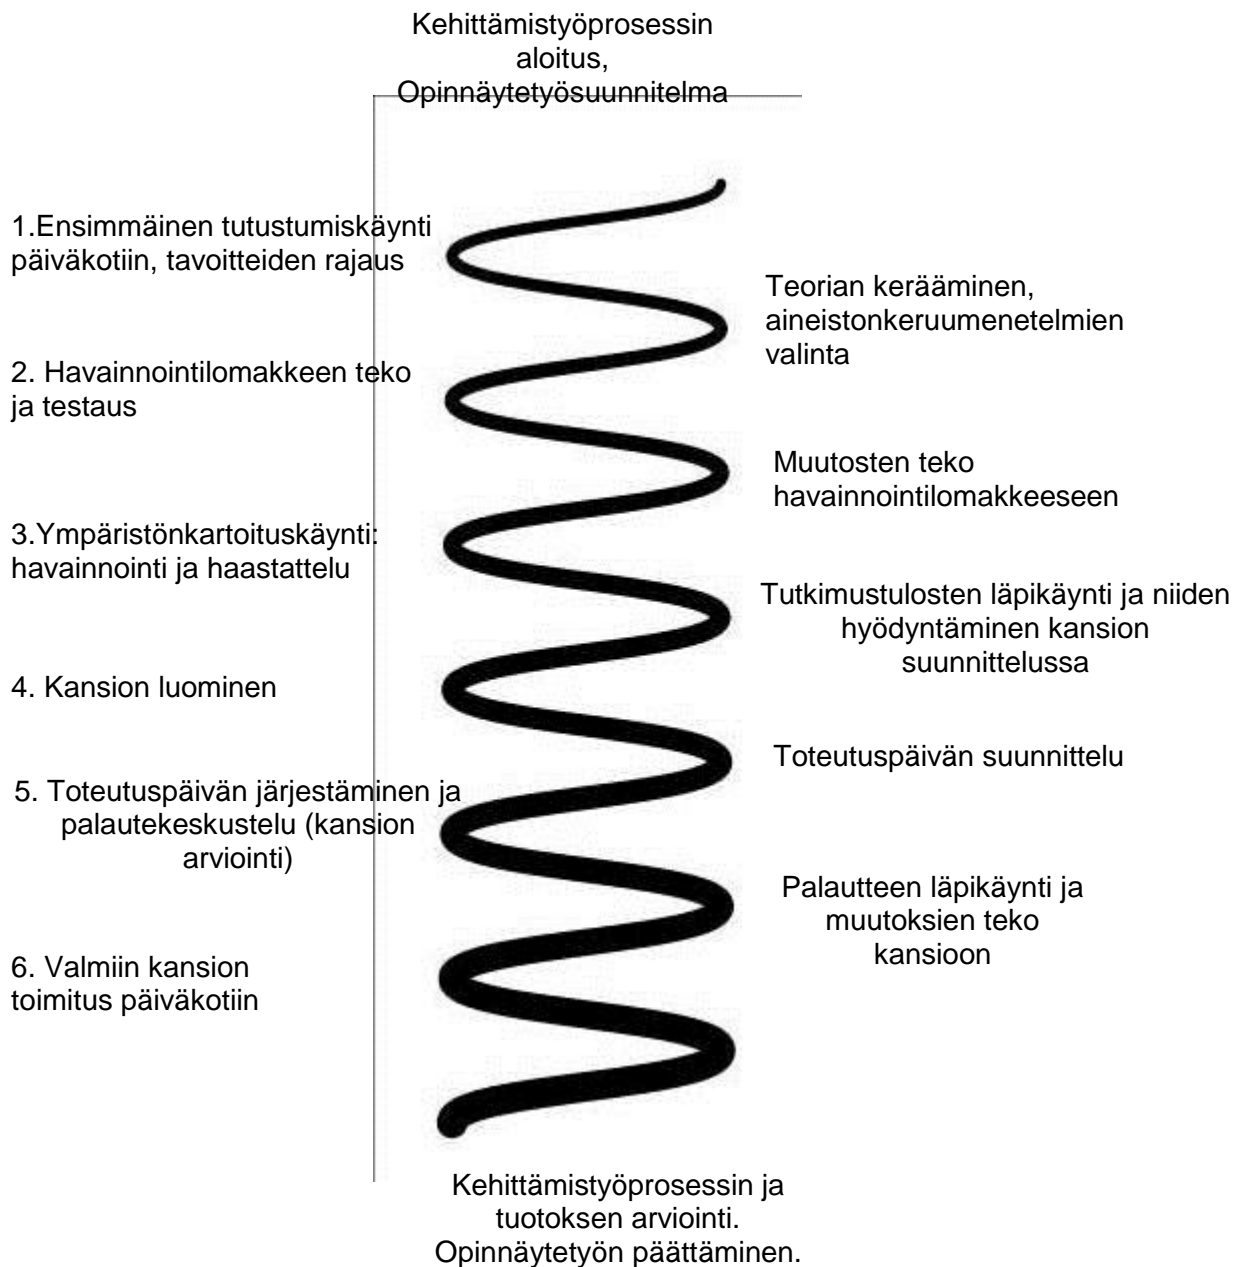 Kehittämistyöprosessin
aloitus,
Opinnäytetyösuunnitelma
1.Ensimmäinen tutustumiskäynti
päiväkotiin, tavoitteiden rajaus
Teorian kerääminen,
aineistonkeruumenetelmien
valinta
2. Havainnointilomakkeen teko
ja testaus
Muutosten teko
havainnointilomakkeeseen
3.Ympäristönkartoituskäynti:
havainnointi ja haastattelu
Tutkimustulosten läpikäynti ja niiden
hyödyntäminen kansion
suunnittelussa
4. Kansion luominen
Toteutuspäivän suunnittelu
5. Toteutuspäivän järjestäminen ja
palautekeskustelu (kansion
arviointi)
Palautteen läpikäynti ja
muutoksien teko
kansioon
6. Valmiin kansion
toimitus päiväkotiin
Kehittämistyöprosessin ja
tuotoksen arviointi.
Opinnäytetyön päättäminen.